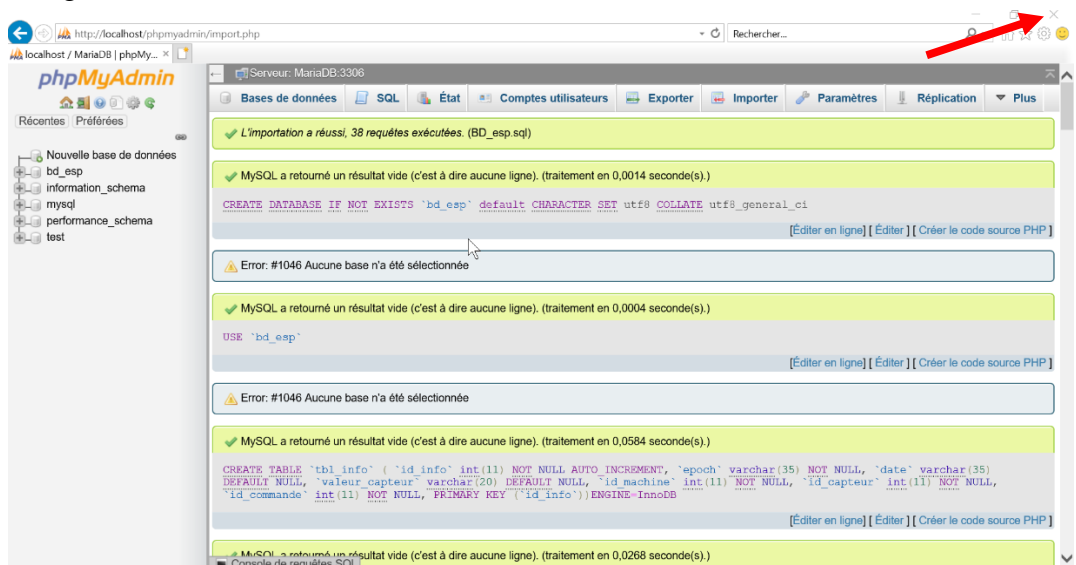 http://localhost/phpmyadmin/import.php
Rechercher...
localhost / MariaDB | phpMy...
phpMyAdmin
Récentes Préférées
Nouvelle base de données
bd_esp
information_schema
mysql
performance_schema
test
Serveur: MariaDB:3306
Bases de données SQL État Comptes utilisateurs Exporter Importer Paramètres Réplication Plus
L'importation a réussi, 38 requêtes exécutées. (BD_esp.sql)
MySQL a retourné un résultat vide (c'est à dire aucune ligne). (traitement en 0,0014 seconde(s).)
CREATE DATABASE IF NOT EXISTS `bd_esp` default CHARACTER SET utf8 COLLATE utf8_general_ci
[Éditer en ligne] [ Éditer ] [ Créer le code source PHP ]
Error: #1046 Aucune base n'a été sélectionnée
MySQL a retourné un résultat vide (c'est à dire aucune ligne). (traitement en 0,0004 seconde(s).)
USE `bd_esp`
[Éditer en ligne] [ Éditer ] [ Créer le code source PHP ]
Error: #1046 Aucune base n'a été sélectionnée
MySQL a retourné un résultat vide (c'est à dire aucune ligne). (traitement en 0,0584 seconde(s).)
CREATE TABLE `tbl_info` ( `id_info` int(11) NOT NULL AUTO_INCREMENT, `epoch` varchar(35) NOT NULL, `date` varchar(35)
DEFAULT NULL, `valeur_capteur` varchar(20) DEFAULT NULL, `id_machine` int(11) NOT NULL, `id_capteur` int(11) NOT NULL,
`id_commande` int(11) NOT NULL, PRIMARY KEY (`id_info`))ENGINE=InnoDB
[Éditer en ligne] [ Éditer ] [ Créer le code source PHP ]
MySQL a retourné un résultat vide (c'est à dire aucune ligne). (traitement en 0,0268 seconde(s).)
Console de requêtes SQL